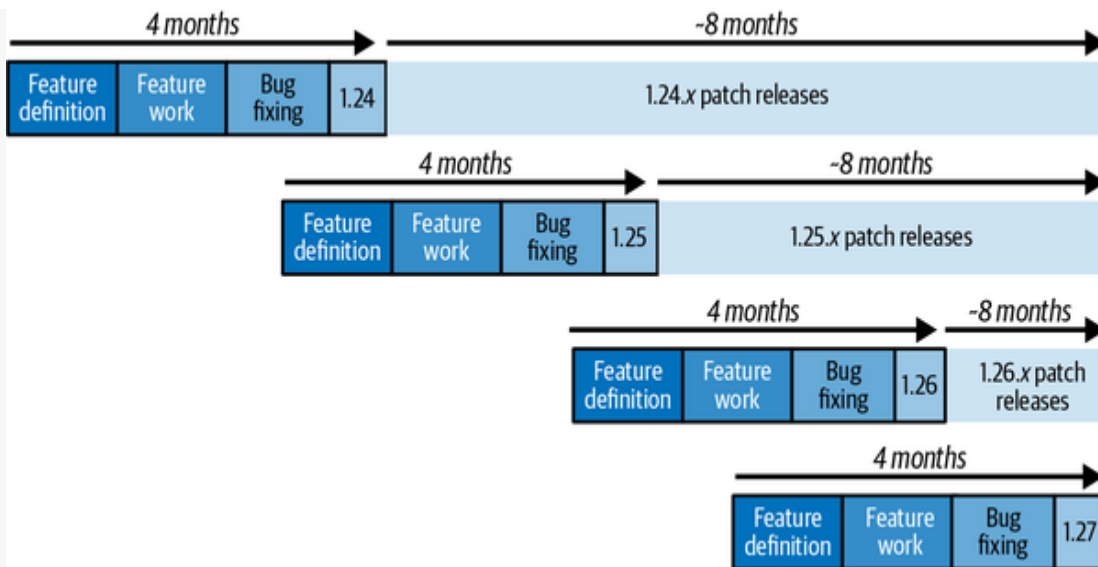 4 months
~8 months
Feature
definition
Feature
work
Bug
fixing
1.24
1.24.x patch releases
4 months
~8 months
Feature
definition
Feature
work
Bug
fixing
1.25
1.25.x patch releases
4 months
~8 months
Feature
definition
Feature
work
Bug
fixing
1.26
1.26.x patch
releases
4 months
Feature
definition
Feature
work
Bug
fixing
1.27